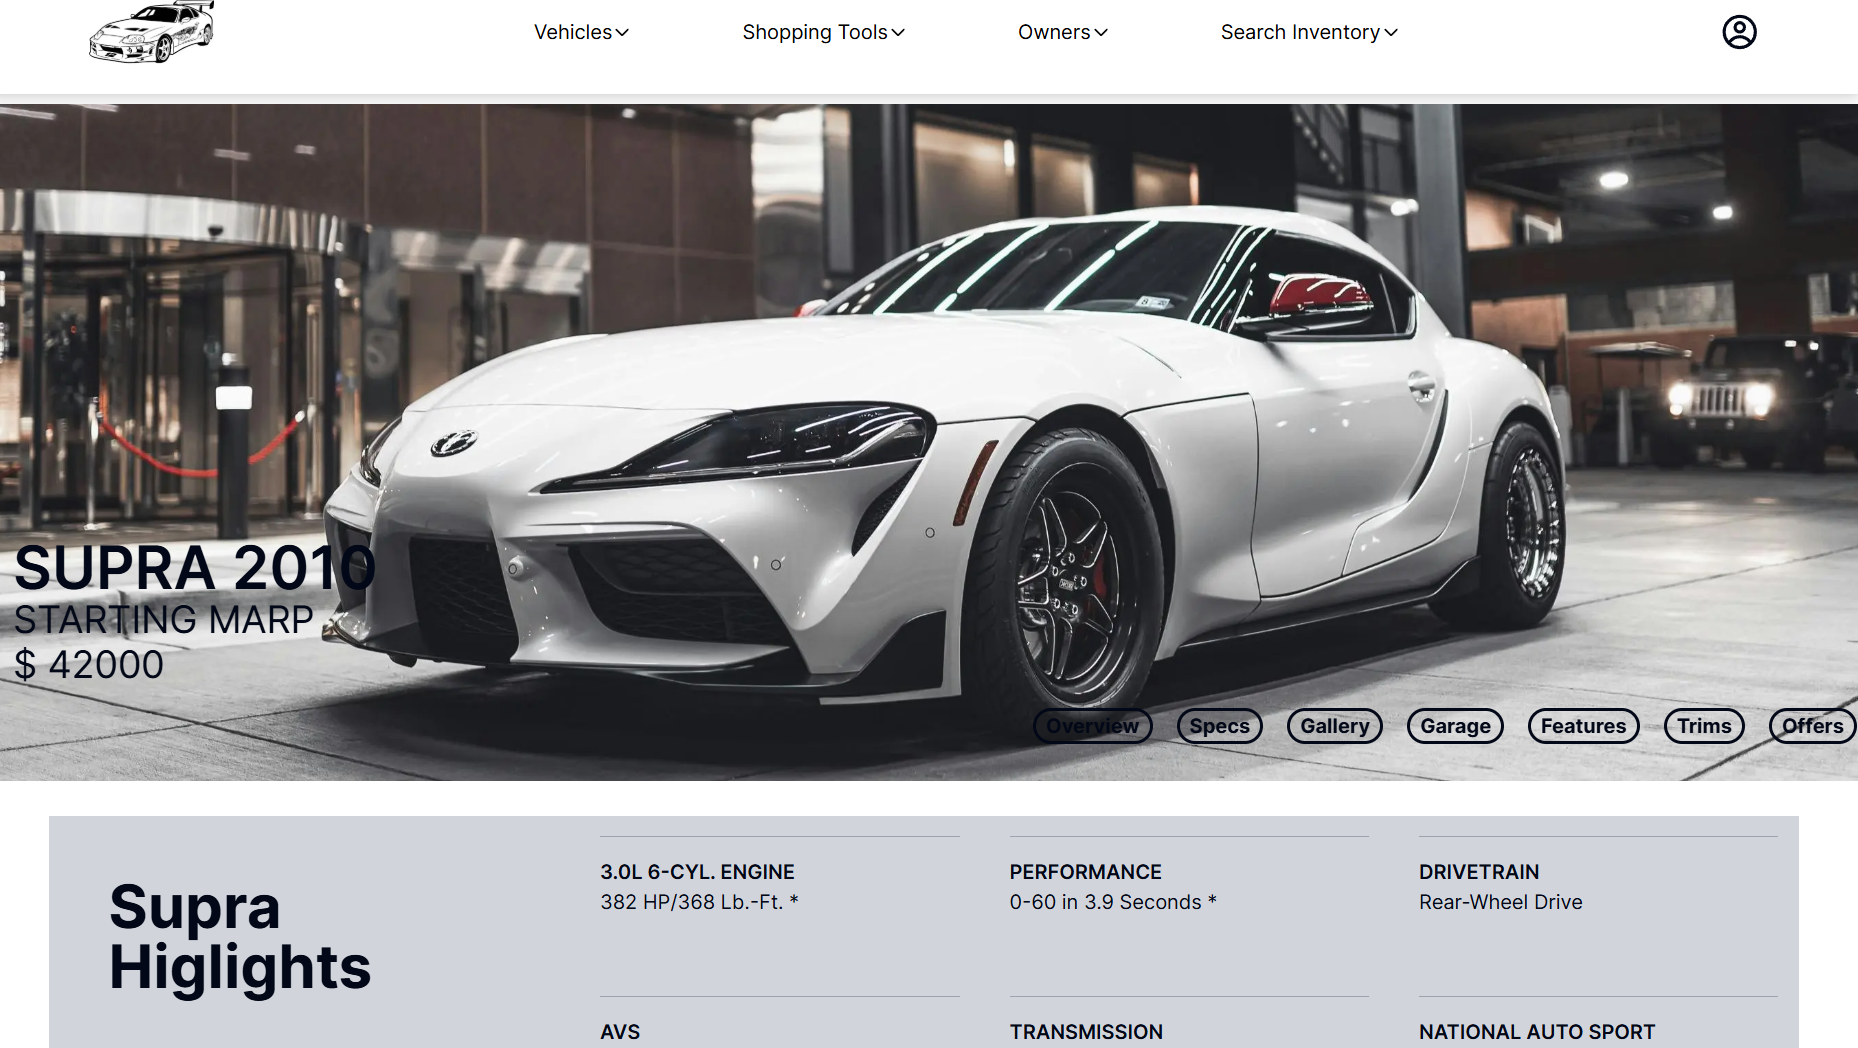 Vehicles
Shopping Tools
Owners
Search Inventory
SUPRA 2010
STARTING MARP
$ 42000
Overview
Specs
Gallery
Garage
Features
Trims
Offers
Supra
Higlights
3.0L 6-CYL. ENGINE
382 HP/368 Lb.-Ft. *
PERFORMANCE
0-60 in 3.9 Seconds *
DRIVETRAIN
Rear-Wheel Drive
AVS
TRANSMISSION
NATIONAL AUTO SPORT